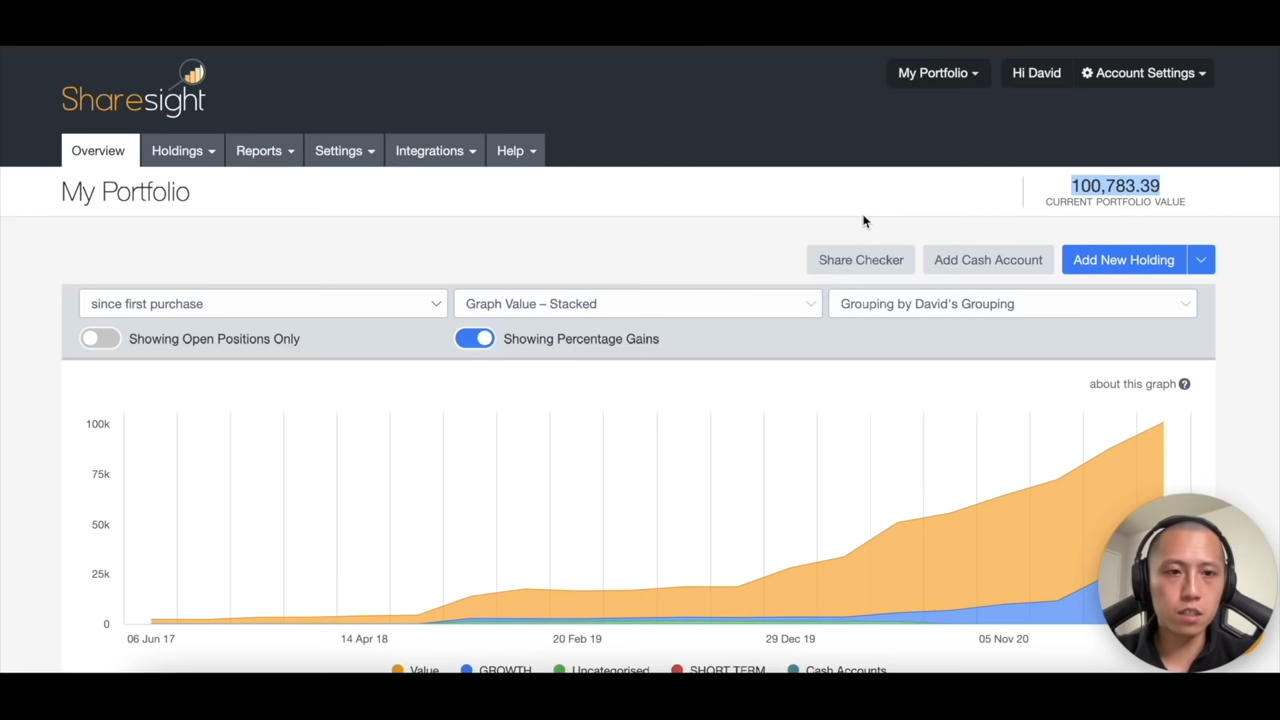 Sharesight
My Portfolio
Hi David
Account Settings
Overview
Holdings
Reports
Settings
Integrations
Help
My Portfolio
100,783.39
CURRENT PORTFOLIO VALUE
Share Checker
Add Cash Account
Add New Holding
since first purchase
Graph Value – Stacked
Grouping by David's Grouping
Showing Open Positions Only
Showing Percentage Gains
about this graph ?
100k
75k
50k
25k
0
06 Jun 17
14 Apr 18
20 Feb 19
29 Dec 19
05 Nov 20
Value
GROWTH
Uncategorised
SHORT TERM
Cash Accounts